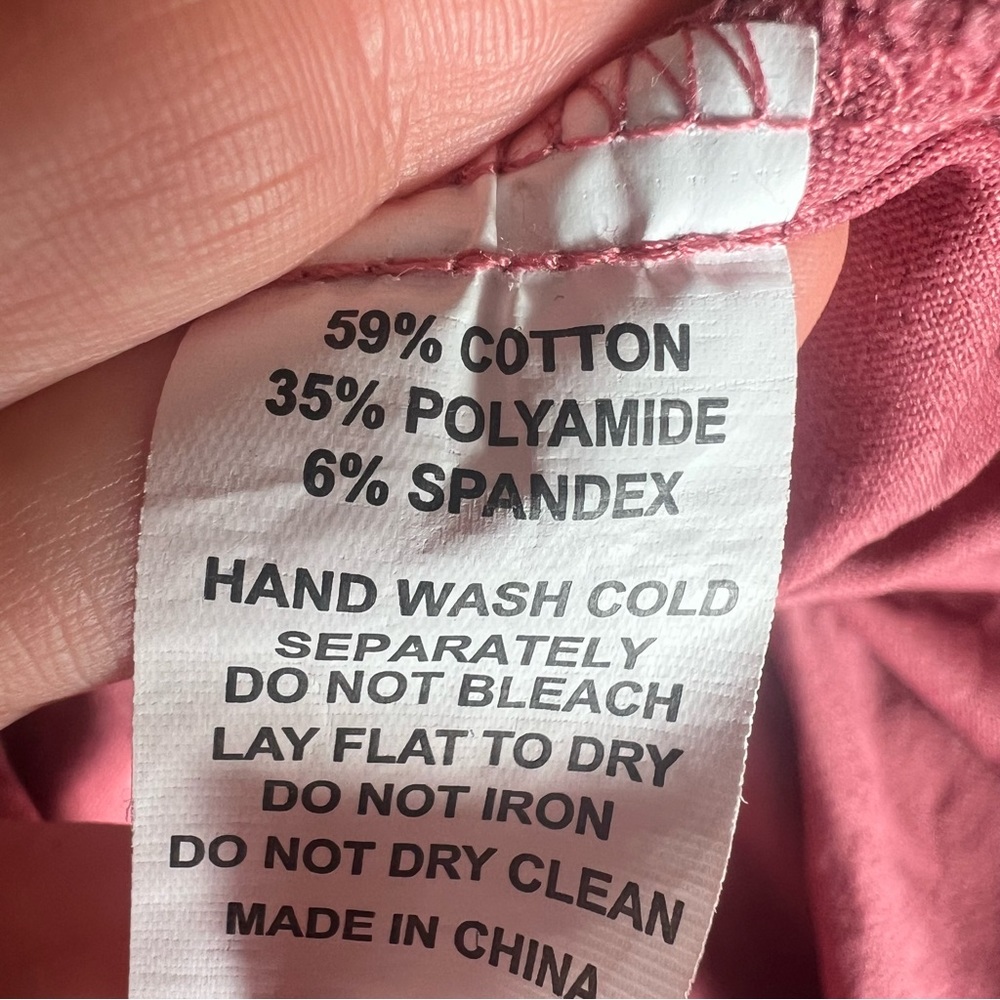 59% COTTON
35% POLYAMIDE
6% SPANDEX
HAND WASH COLD
SEPARATELY
DO NOT BLEACH
LAY FLAT TO DRY
DO NOT IRON
DO NOT DRY CLEAN
MADE IN CHINA